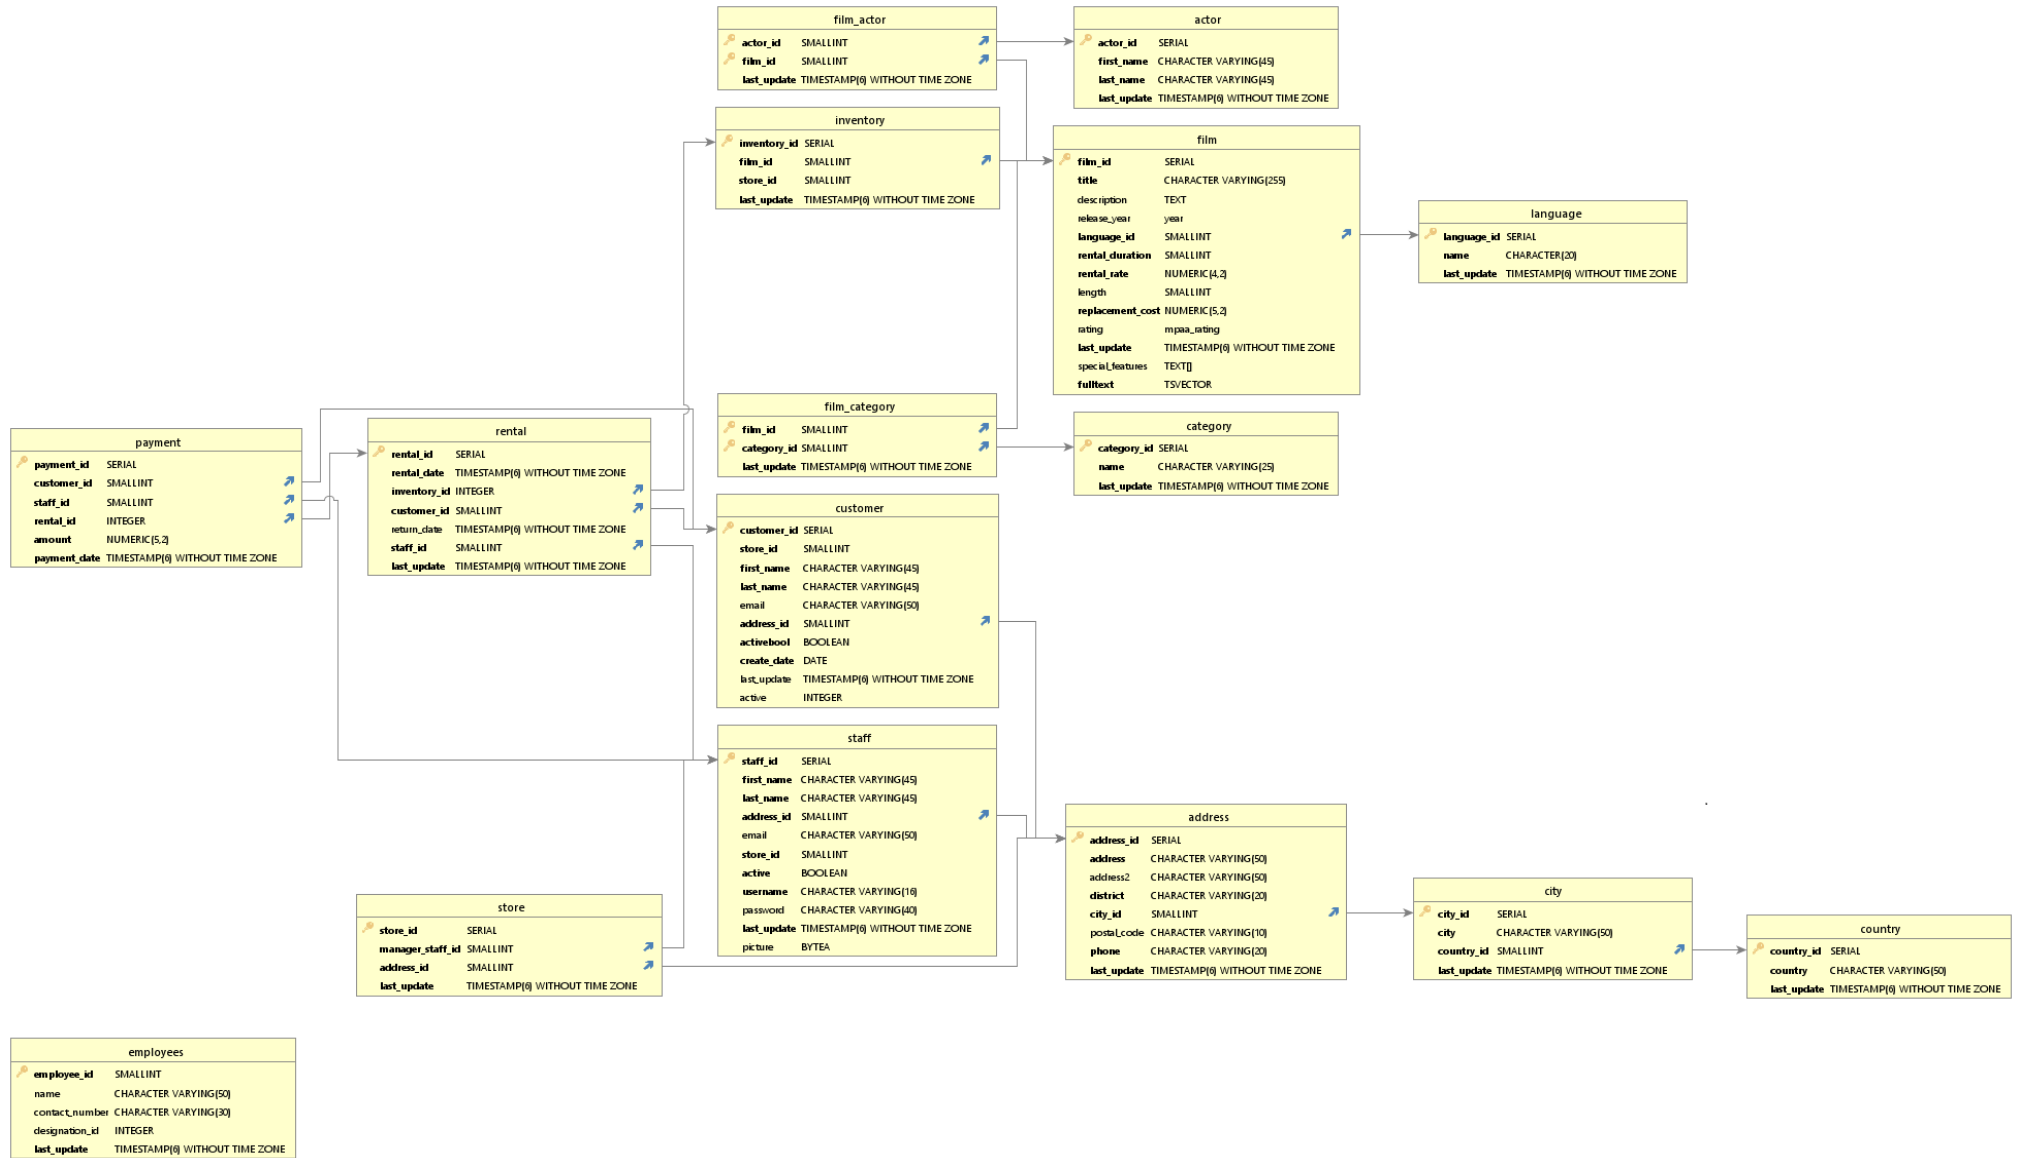 film_actor
actor_id SMALLINT
film_id SMALLINT
last_update TIMESTAMP(6) WITHOUT TIME ZONE
actor
actor_id SERIAL
first_name CHARACTER VARYING(45)
last_name CHARACTER VARYING(45)
last_update TIMESTAMP(6) WITHOUT TIME ZONE
inventory
inventory_id SERIAL
film_id SMALLINT
store_id SMALLINT
last_update TIMESTAMP(6) WITHOUT TIME ZONE
film
film_id SERIAL
title CHARACTER VARYING(255)
description TEXT
release_year year
language_id SMALLINT
rental_duration SMALLINT
rental_rate NUMERIC(4,2)
length SMALLINT
replacement_cost NUMERIC(5,2)
rating mpaa_rating
last_update TIMESTAMP(6) WITHOUT TIME ZONE
special_features TEXT[]
fulltext TSVECTOR
language
language_id SERIAL
name CHARACTER(20)
last_update TIMESTAMP(6) WITHOUT TIME ZONE
payment
payment_id SERIAL
customer_id SMALLINT
staff_id SMALLINT
rental_id INTEGER
amount NUMERIC(5,2)
payment_date TIMESTAMP(6) WITHOUT TIME ZONE
rental
rental_id SERIAL
rental_date TIMESTAMP(6) WITHOUT TIME ZONE
inventory_id INTEGER
customer_id SMALLINT
return_date TIMESTAMP(6) WITHOUT TIME ZONE
staff_id SMALLINT
last_update TIMESTAMP(6) WITHOUT TIME ZONE
film_category
film_id SMALLINT
category_id SMALLINT
last_update TIMESTAMP(6) WITHOUT TIME ZONE
category
category_id SERIAL
name CHARACTER VARYING(25)
last_update TIMESTAMP(6) WITHOUT TIME ZONE
customer
customer_id SERIAL
store_id SMALLINT
first_name CHARACTER VARYING(45)
last_name CHARACTER VARYING(45)
email CHARACTER VARYING(50)
address_id SMALLINT
activebool BOOLEAN
create_date DATE
last_update TIMESTAMP(6) WITHOUT TIME ZONE
active INTEGER
staff
staff_id SERIAL
first_name CHARACTER VARYING(45)
last_name CHARACTER VARYING(45)
address_id SMALLINT
email CHARACTER VARYING(50)
store_id SMALLINT
active BOOLEAN
username CHARACTER VARYING(16)
password CHARACTER VARYING(40)
last_update TIMESTAMP(6) WITHOUT TIME ZONE
picture BYTEA
store
store_id SERIAL
manager_staff_id SMALLINT
address_id SMALLINT
last_update TIMESTAMP(6) WITHOUT TIME ZONE
address
address_id SERIAL
address CHARACTER VARYING(50)
address2 CHARACTER VARYING(50)
district CHARACTER VARYING(20)
city_id SMALLINT
postal_code CHARACTER VARYING(10)
phone CHARACTER VARYING(20)
last_update TIMESTAMP(6) WITHOUT TIME ZONE
city
city_id SERIAL
city CHARACTER VARYING(50)
country_id SMALLINT
last_update TIMESTAMP(6) WITHOUT TIME ZONE
country
country_id SERIAL
country CHARACTER VARYING(50)
last_update TIMESTAMP(6) WITHOUT TIME ZONE
employees
employee_id SMALLINT
name CHARACTER VARYING(50)
contact_number CHARACTER VARYING(30)
designation_id INTEGER
last_update TIMESTAMP(6) WITHOUT TIME ZONE